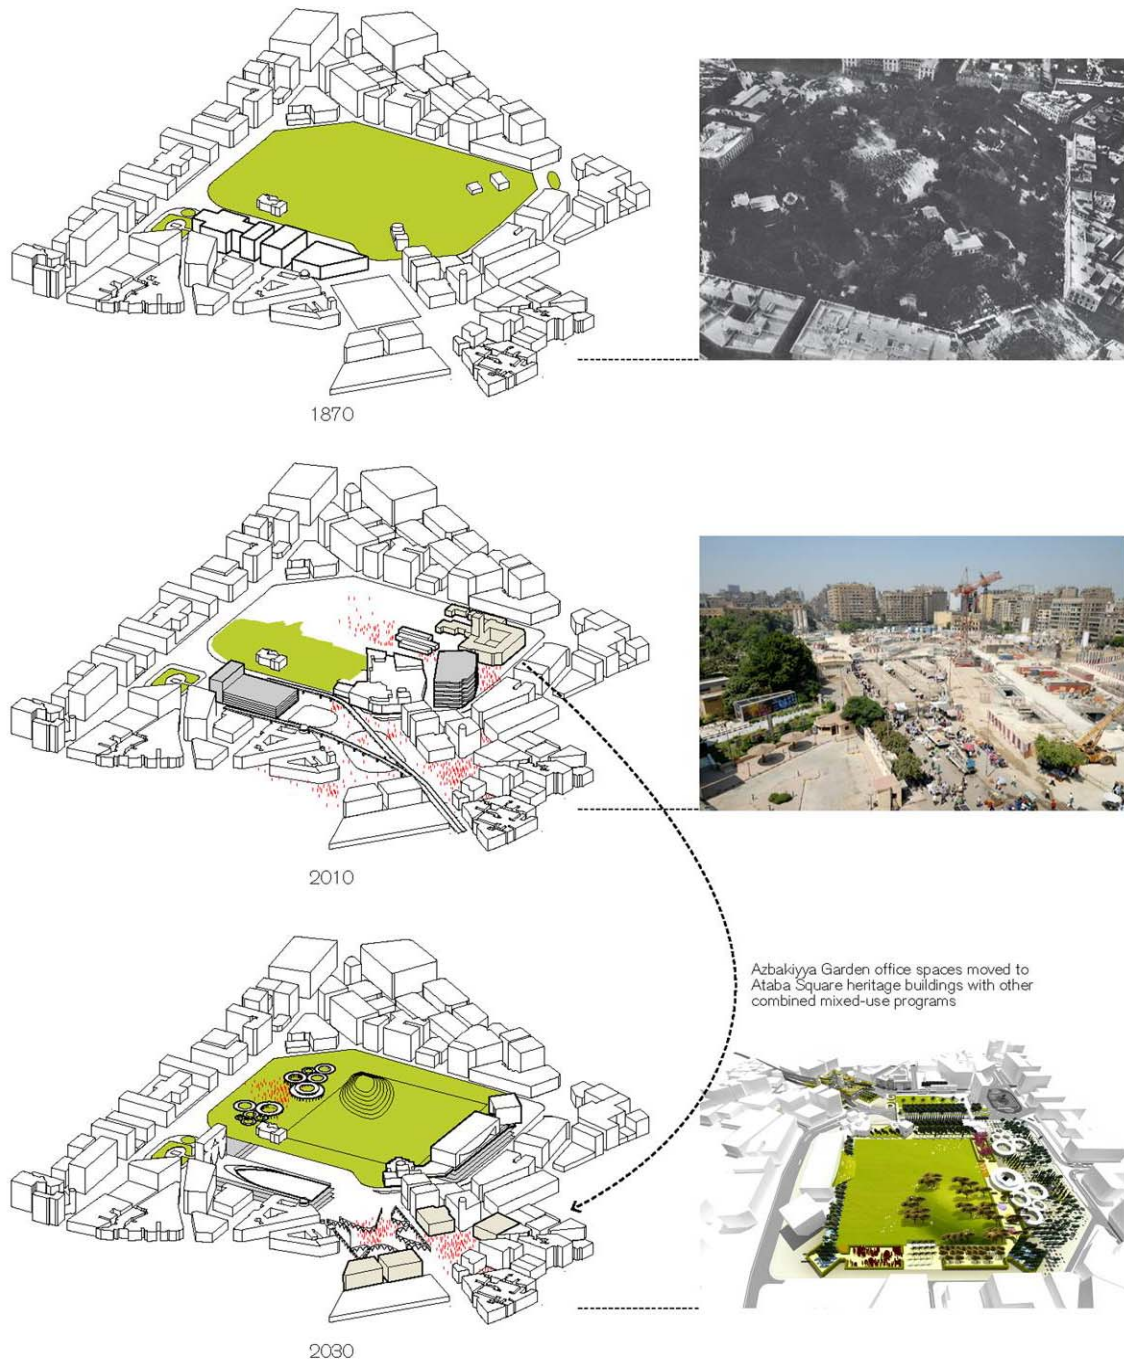 1870
2010
Azbakiyya Garden office spaces moved to
Ataba Square heritage buildings with other
combined mixed-use programs
2030